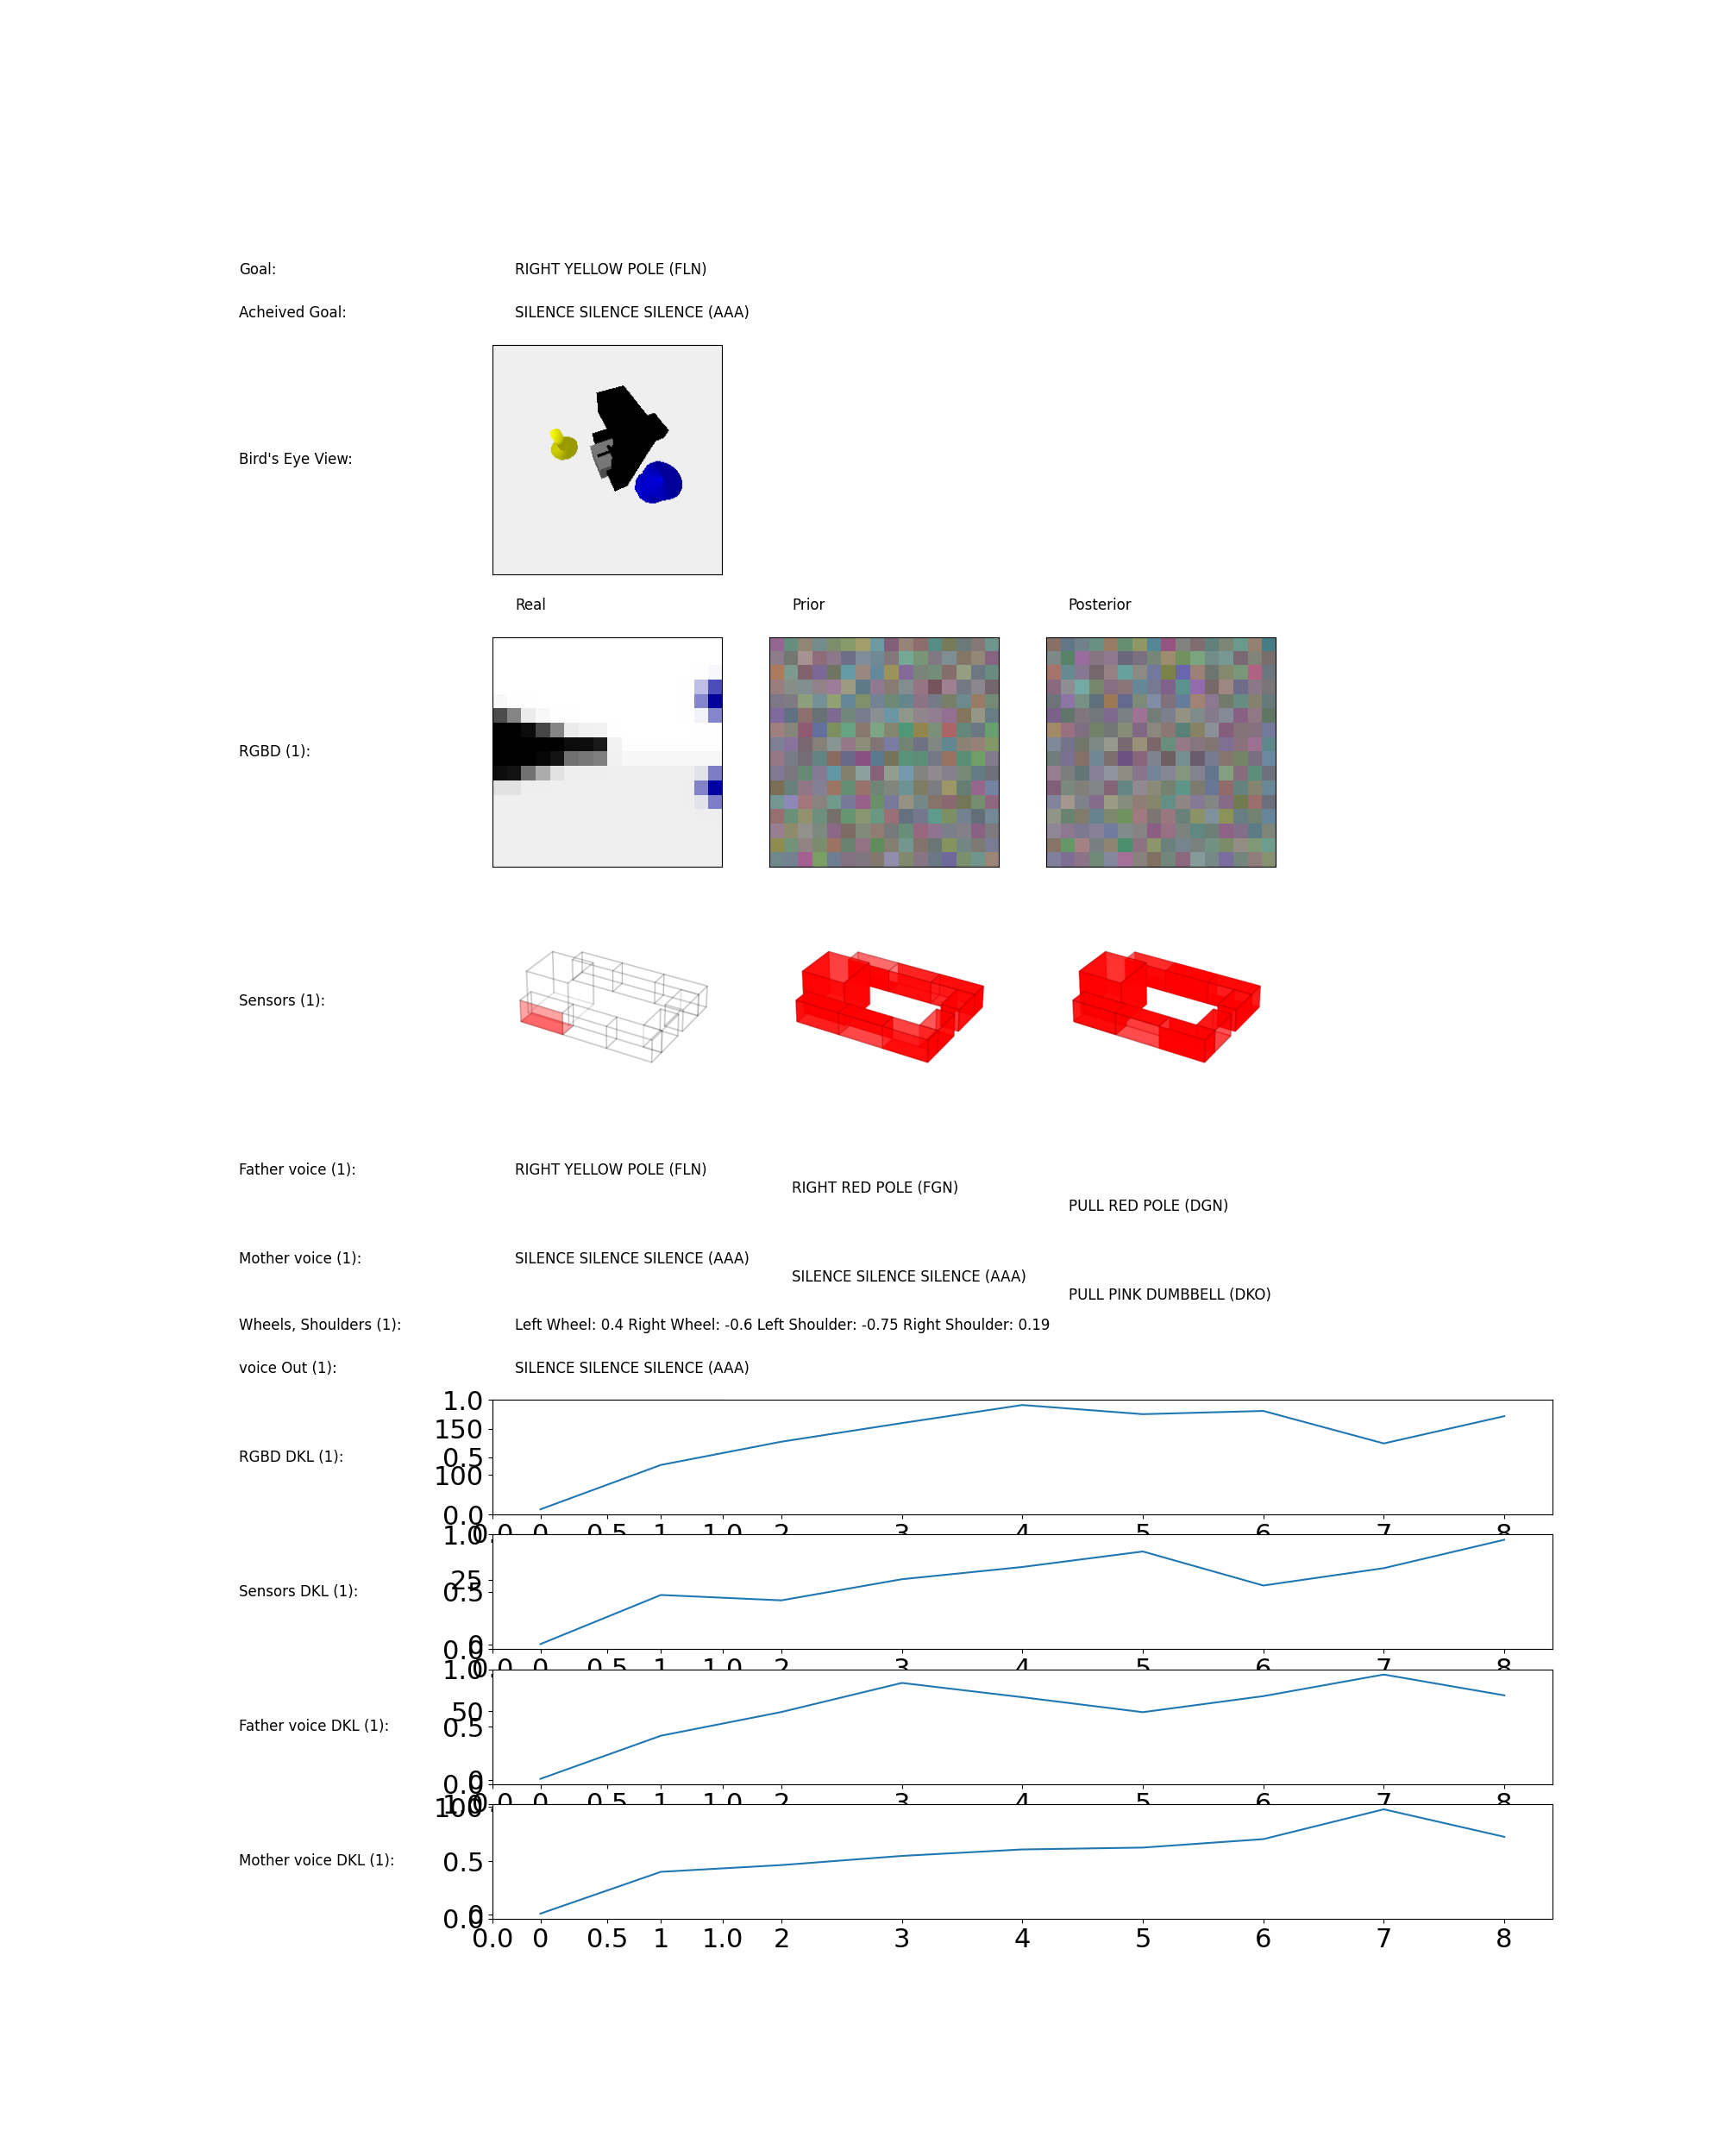 Goal: RIGHT YELLOW POLE (FLN)
Acheived Goal: SILENCE SILENCE SILENCE (AAA)
Bird's Eye View:
Real Prior Posterior
RGBD (1):
Sensors (1):
Father voice (1): RIGHT YELLOW POLE (FLN)
RIGHT RED POLE (FGN)
PULL RED POLE (DGN)
Mother voice (1): SILENCE SILENCE SILENCE (AAA)
SILENCE SILENCE SILENCE (AAA)
PULL PINK DUMBBELL (DKO)
Wheels, Shoulders (1): Left Wheel: 0.4 Right Wheel: -0.6 Left Shoulder: -0.75 Right Shoulder: 0.19
voice Out (1): SILENCE SILENCE SILENCE (AAA)
1.0
150
RGBD DKL (1): 0.5
100
0.0
0.0 0 0.5 1 1.0 2 3 4 5 6 7 8
1.0
25
Sensors DKL (1): 0.5
0
0.0
0.0 0 0.5 1 1.0 2 3 4 5 6 7 8
1.0
50
Father voice DKL (1): 0.5
0
0.0
0.0 0 0.5 1 1.0 2 3 4 5 6 7 8
1.0
100
Mother voice DKL (1): 0.5
0
0.0
0.0 0 0.5 1 1.0 2 3 4 5 6 7 8